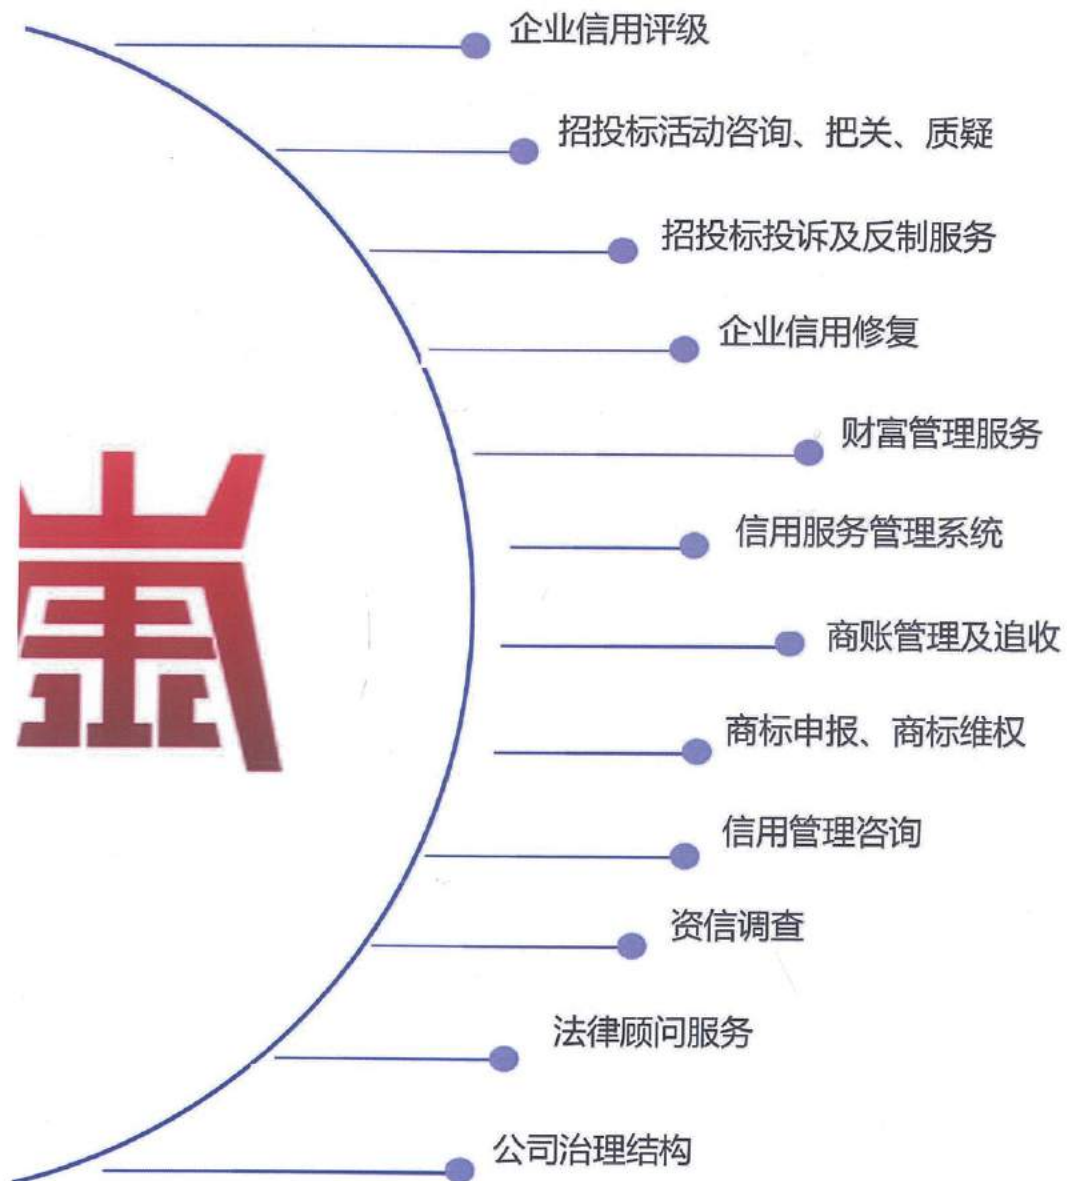 企业信用评级
招投标活动咨询、把关、质疑
招投标投诉及反制服务
企业信用修复
财富管理服务
信用服务管理系统
商账管理及追收
商标申报、商标维权
信用管理咨询
资信调查
法律顾问服务
公司治理结构